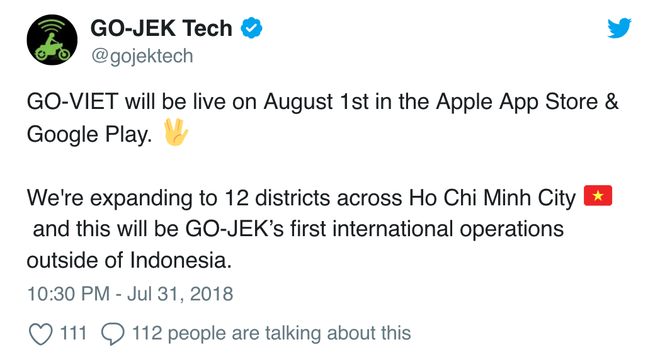 GO-JEK Tech
@gojektech
GO-VIET will be live on August 1st in the Apple App Store &
Google Play. 🖖
We're expanding to 12 districts across Ho Chi Minh City 🇻🇳
and this will be GO-JEK’s first international operations
outside of Indonesia.
10:30 PM - Jul 31, 2018
111 112 people are talking about this